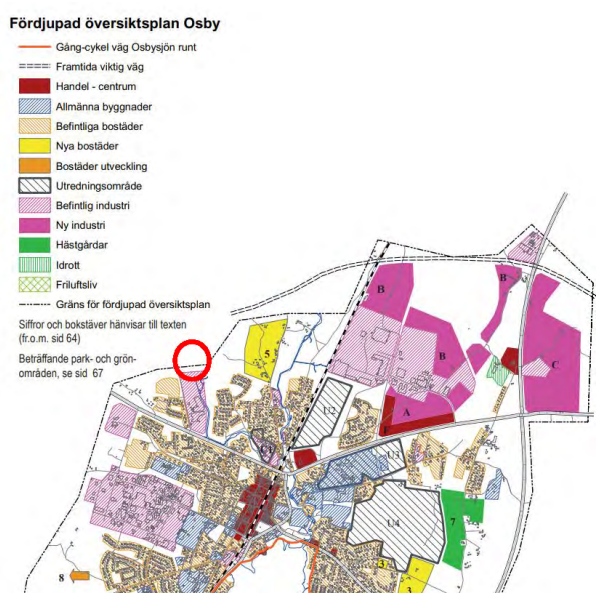 Fördjupad översiktsplan Osby
Gång-cykel väg Osbysjön runt
Framtida viktig väg
Handel - centrum
Allmänna byggnader
Befintliga bostäder
Nya bostäder
Bostäder utveckling
Utredningsområde
Befintlig industri
Ny industri
Hästgårdar
Idrott
Friluftsliv
Gräns för fördjupad översiktsplan
Siffror och bokstäver hänvisar till texten
(fr.o.m. sid 64)
Beträffande park- och grön-
områden, se sid 67
B
B
B
C
5
A
U2
F
U3
U4
7
8
3
3